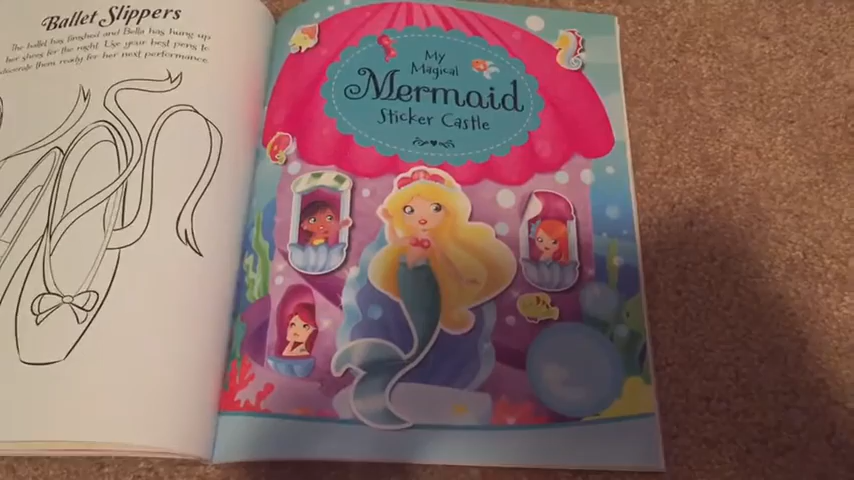 Ballet Slippers
The ballet has finished and Bella has hung up
her shoes for the night. Use your best pens to
decorate them ready for her next performance.
My
Magical
Mermaid
Sticker Castle